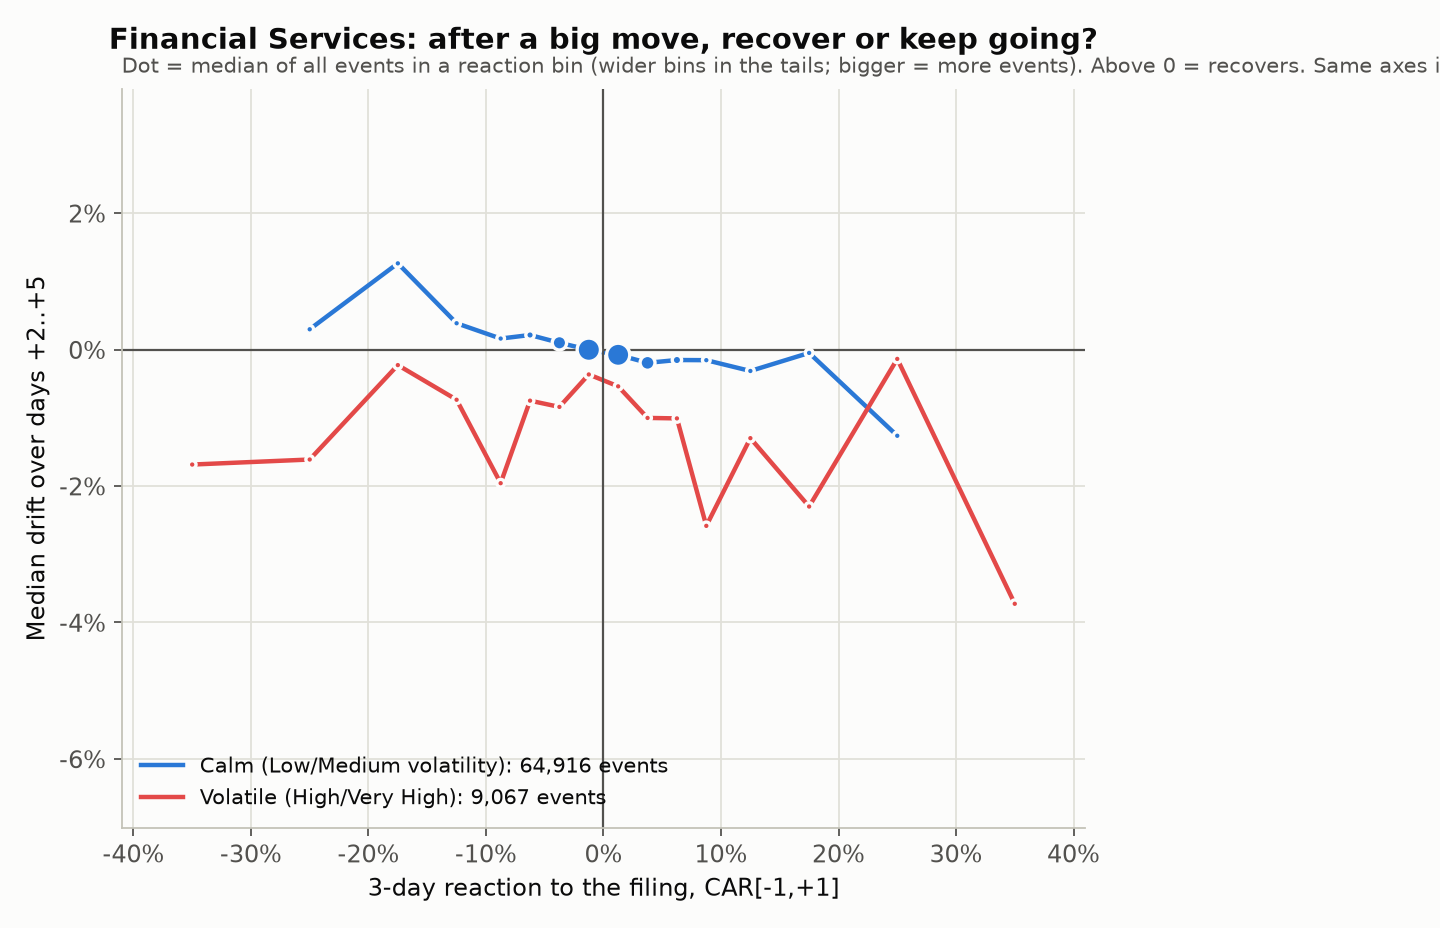 Financial Services: after a big move, recover or keep going?
Dot = median of all events in a reaction bin (wider bins in the tails; bigger = more events). Above 0 = recovers. Same axes i
2%
0%
-2%
-4%
-6%
Median drift over days +2..+5
Calm (Low/Medium volatility): 64,916 events
Volatile (High/Very High): 9,067 events
-40% -30% -20% -10% 0% 10% 20% 30% 40%
3-day reaction to the filing, CAR[-1,+1]